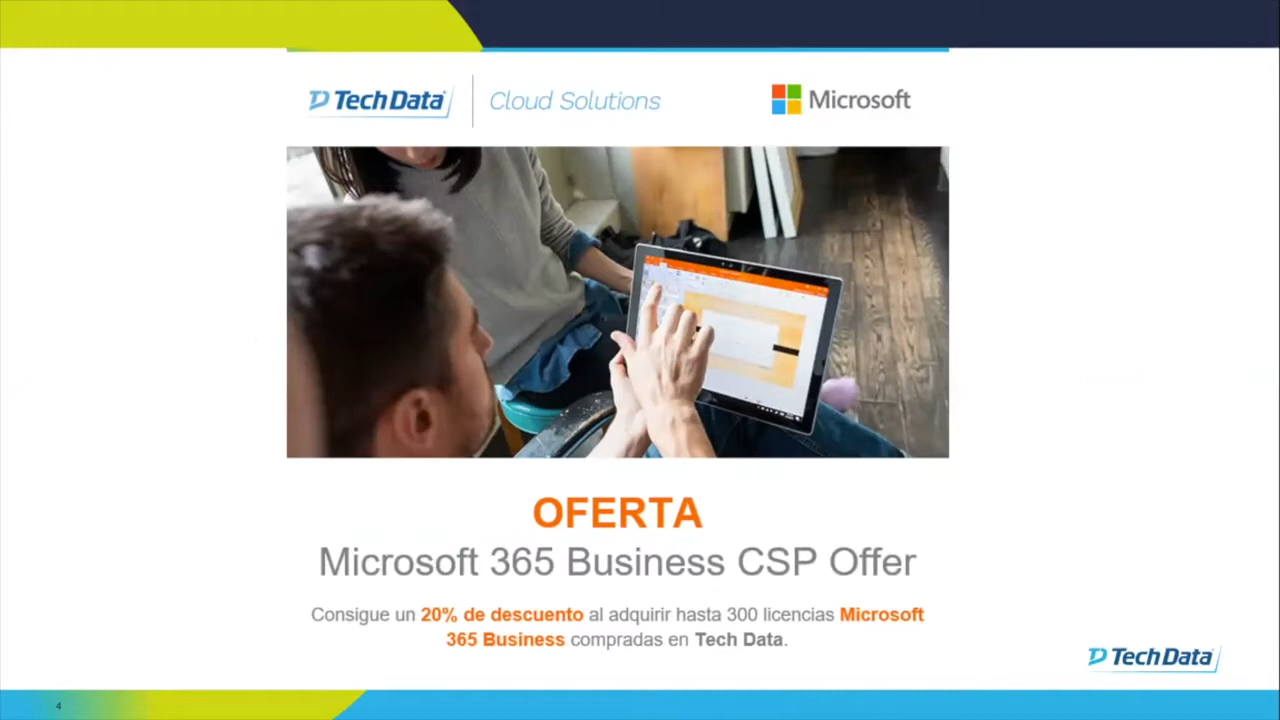 Tech Data
Cloud Solutions
Microsoft
OFERTA
Microsoft 365 Business CSP Offer
Consigue un 20% de descuento al adquirir hasta 300 licencias Microsoft
365 Business compradas en Tech Data.
Tech Data
4